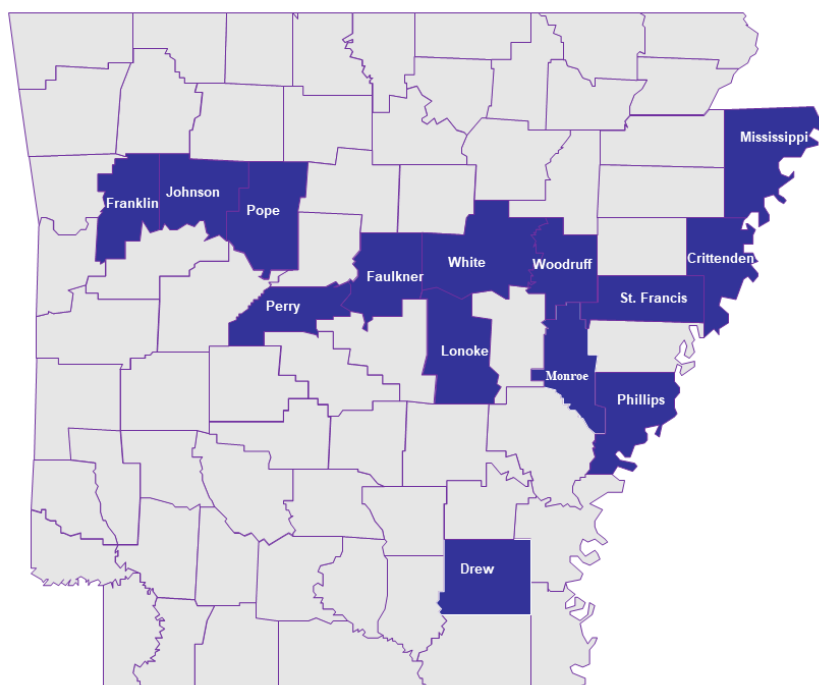 Mississippi
Johnson
Franklin
Pope
Crittenden
White
Woodruff
Faulkner
St. Francis
Perry
Lonoke
Monroe
Phillips
Drew